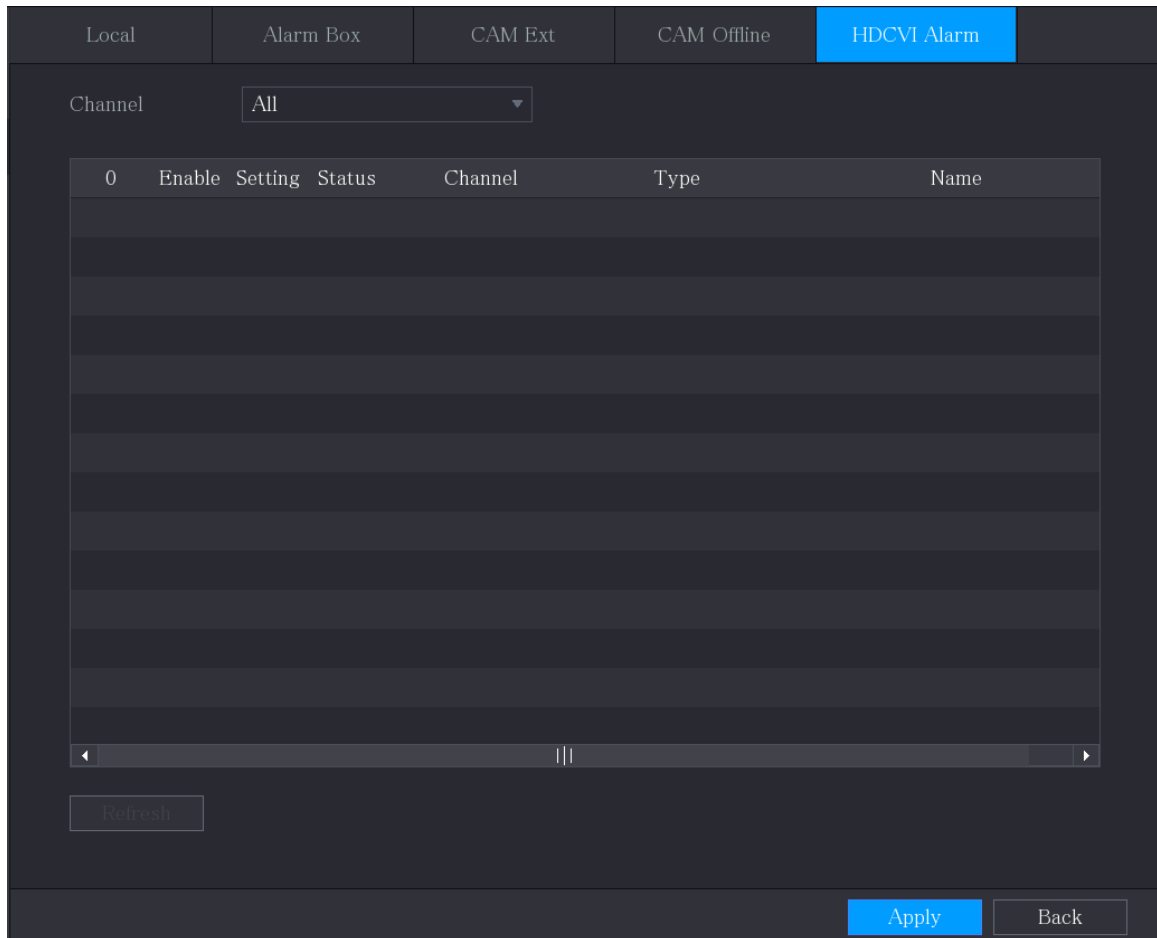 Local Alarm Box CAM Ext CAM Offline HDCVI Alarm
Channel All
0 Enable Setting Status Channel Type Name
Refresh
Apply Back